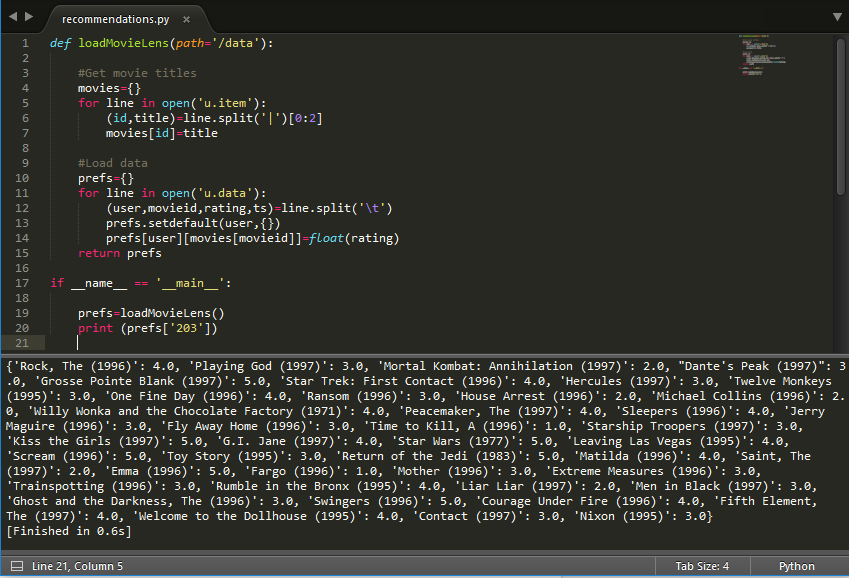 recommendations.py ×
1 def loadMovieLens(path='/data'):
2
3 #Get movie titles
4 movies={}
5 for line in open('u.item'):
6 (id,title)=line.split('|')[0:2]
7 movies[id]=title
8
9 #Load data
10 prefs={}
11 for line in open('u.data'):
12 (user,movieid,rating,ts)=line.split('\t')
13 prefs.setdefault(user,{})
14 prefs[user][movies[movieid]]=float(rating)
15 return prefs
16
17 if __name__ == '__main__':
18
19 prefs=loadMovieLens()
20 print (prefs['203'])
21
{'Rock, The (1996)': 4.0, 'Playing God (1997)': 3.0, 'Mortal Kombat: Annihilation (1997)': 2.0, "Dante's Peak (1997)": 3
.0, 'Grosse Pointe Blank (1997)': 5.0, 'Star Trek: First Contact (1996)': 4.0, 'Hercules (1997)': 3.0, 'Twelve Monkeys
(1995)': 3.0, 'One Fine Day (1996)': 4.0, 'Ransom (1996)': 3.0, 'House Arrest (1996)': 2.0, 'Michael Collins (1996)': 2.
0, 'Willy Wonka and the Chocolate Factory (1971)': 4.0, 'Peacemaker, The (1997)': 4.0, 'Sleepers (1996)': 4.0, 'Jerry
Maguire (1996)': 3.0, 'Fly Away Home (1996)': 3.0, 'Time to Kill, A (1996)': 1.0, 'Starship Troopers (1997)': 3.0,
'Kiss the Girls (1997)': 5.0, 'G.I. Jane (1997)': 4.0, 'Star Wars (1977)': 5.0, 'Leaving Las Vegas (1995)': 4.0,
'Scream (1996)': 5.0, 'Toy Story (1995)': 3.0, 'Return of the Jedi (1983)': 5.0, 'Matilda (1996)': 4.0, 'Saint, The
(1997)': 2.0, 'Emma (1996)': 5.0, 'Fargo (1996)': 1.0, 'Mother (1996)': 3.0, 'Extreme Measures (1996)': 3.0,
'Trainspotting (1996)': 3.0, 'Rumble in the Bronx (1995)': 4.0, 'Liar Liar (1997)': 2.0, 'Men in Black (1997)': 3.0,
'Ghost and the Darkness, The (1996)': 3.0, 'Swingers (1996)': 5.0, 'Courage Under Fire (1996)': 4.0, 'Fifth Element,
The (1997)': 4.0, 'Welcome to the Dollhouse (1995)': 4.0, 'Contact (1997)': 3.0, 'Nixon (1995)': 3.0}
[Finished in 0.6s]
Line 21, Column 5 Tab Size: 4 Python